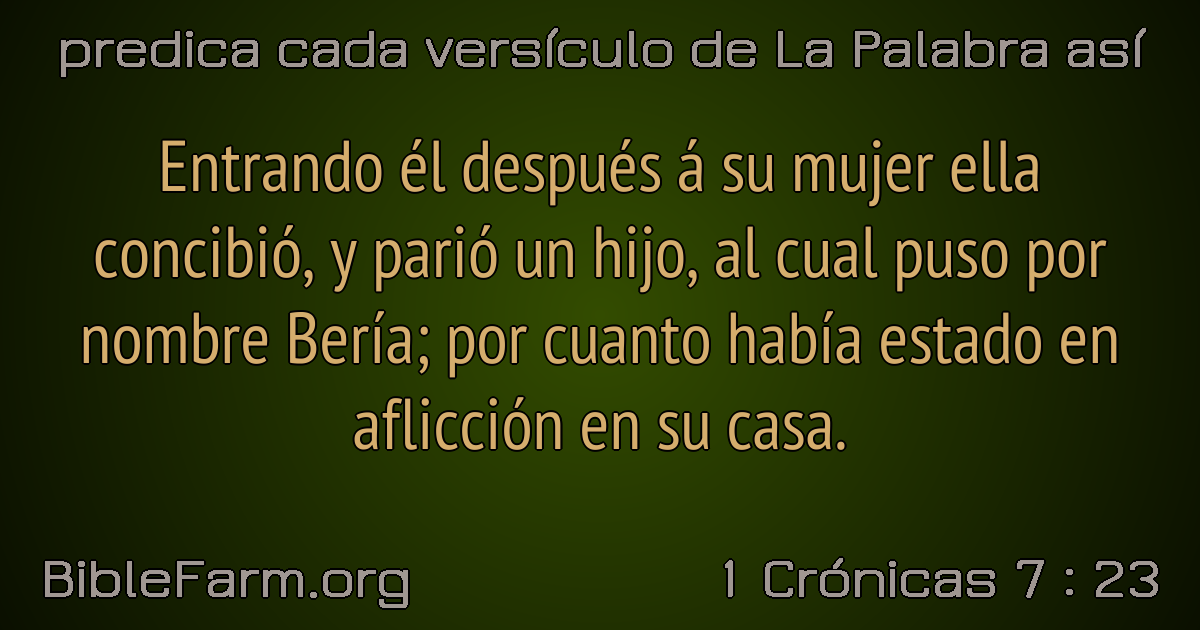 predica cada versículo de La Palabra así
Entrando él después á su mujer ella
concibió, y parió un hijo, al cual puso por
nombre Bería; por cuanto había estado en
aflicción en su casa.
BibleFarm.org
1 Crónicas 7 : 23